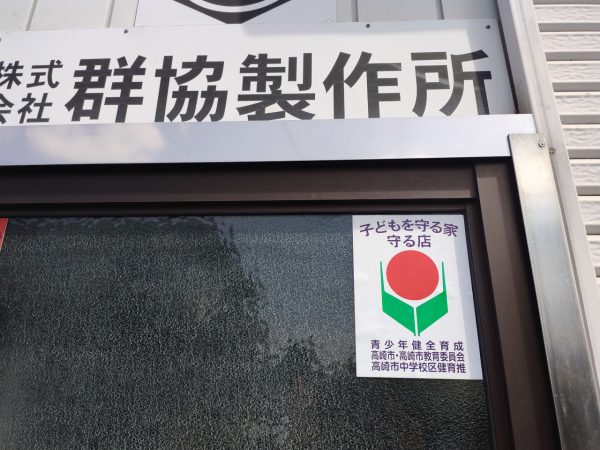 株式会社 群協製作所
子どもを守る家
守る店
青少年健全育成
高崎市・高崎市教育委員会
高崎市中学校区健育推